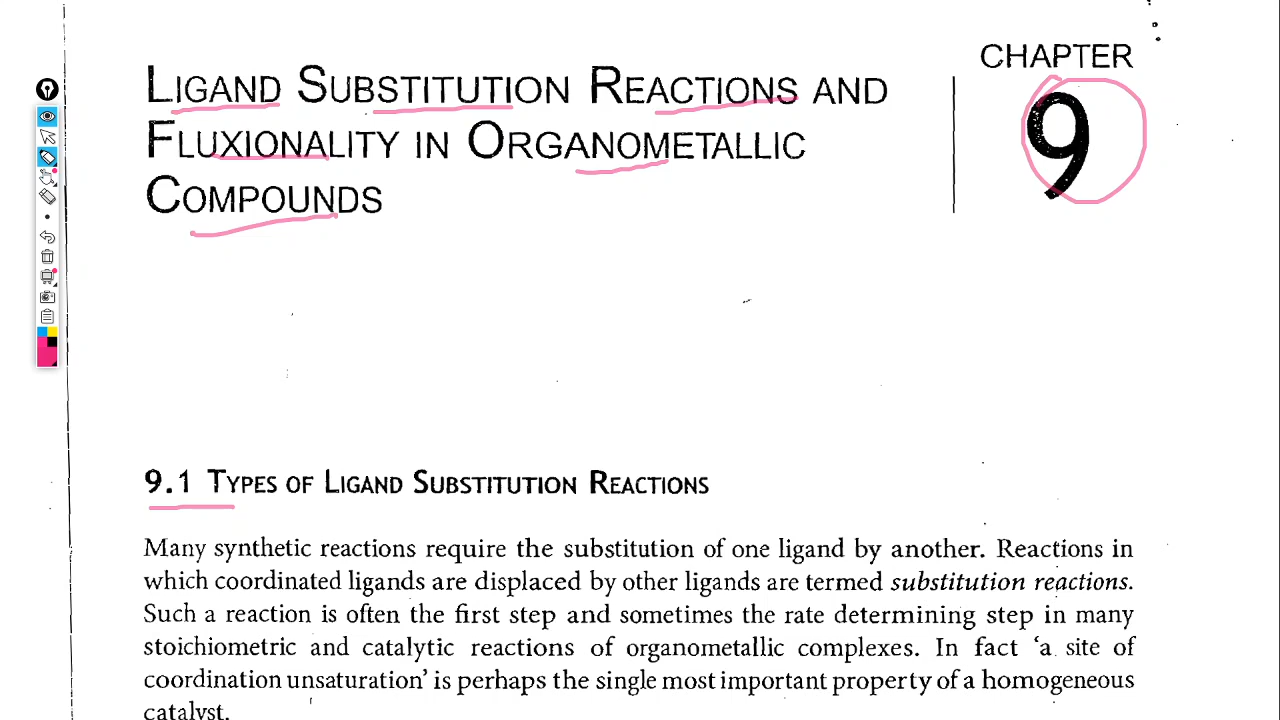 CHAPTER
9
LIGAND SUBSTITUTION REACTIONS AND
FLUXIONALITY IN ORGANOMETALLIC
COMPOUNDS
9.1 TYPES OF LIGAND SUBSTITUTION REACTIONS
Many synthetic reactions require the substitution of one ligand by another. Reactions in
which coordinated ligands are displaced by other ligands are termed substitution reactions.
Such a reaction is often the first step and sometimes the rate determining step in many
stoichiometric and catalytic reactions of organometallic complexes. In fact ‘a site of
coordination unsaturation’ is perhaps the single most important property of a homogeneous
catalyst.